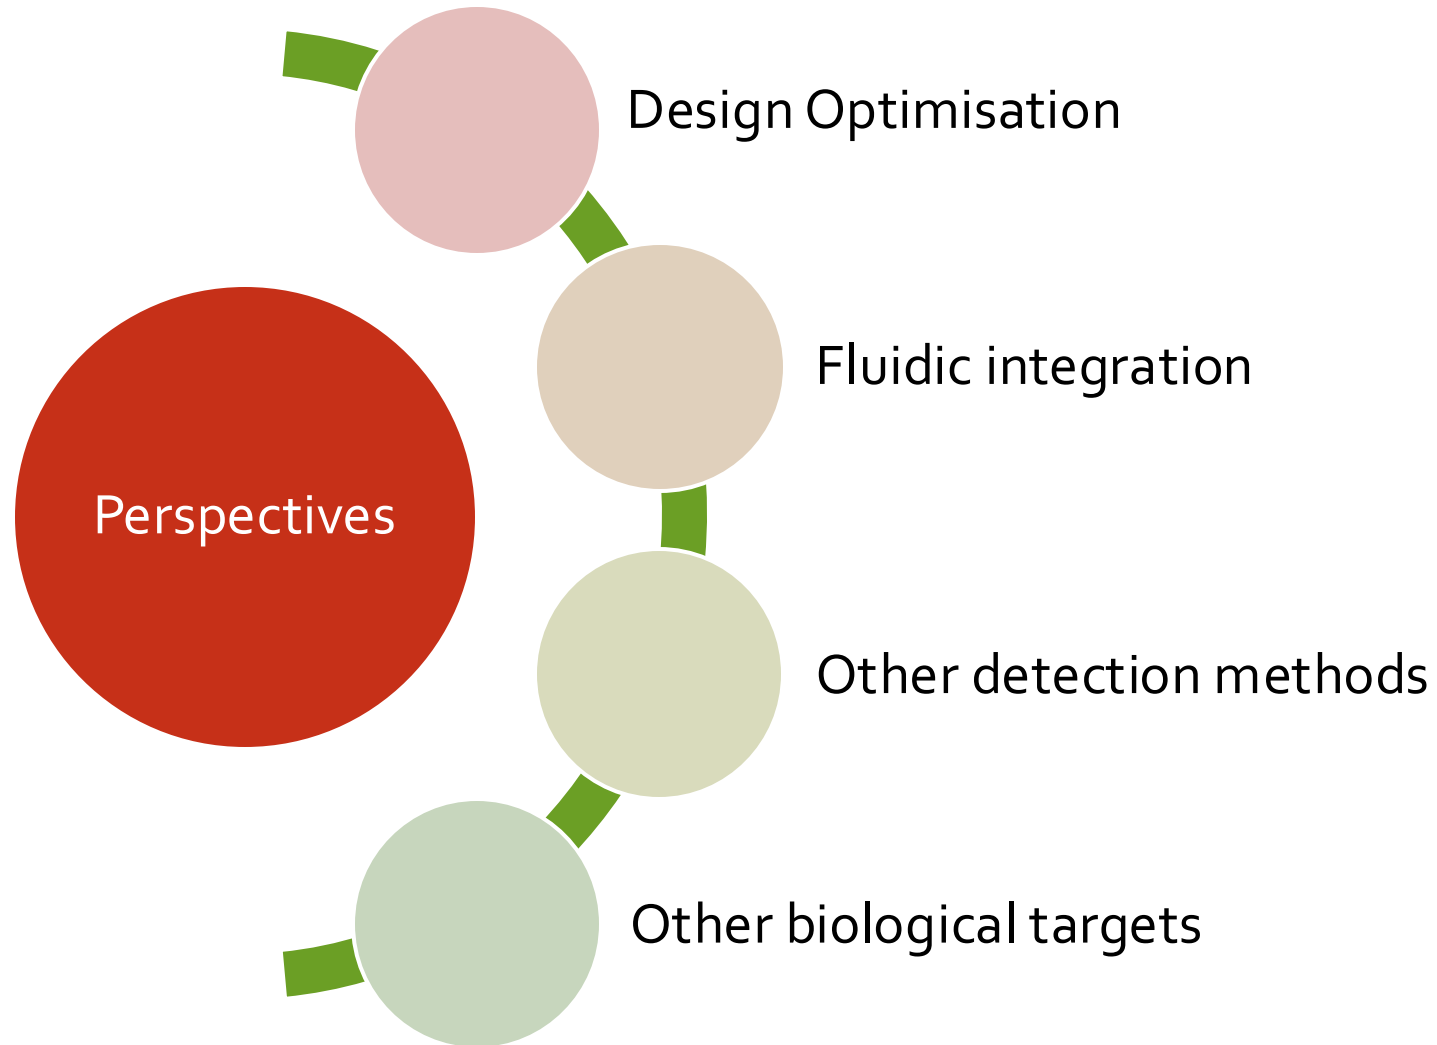 Design Optimisation
Fluidic integration
Perspectives
Other detection methods
Other biological targets